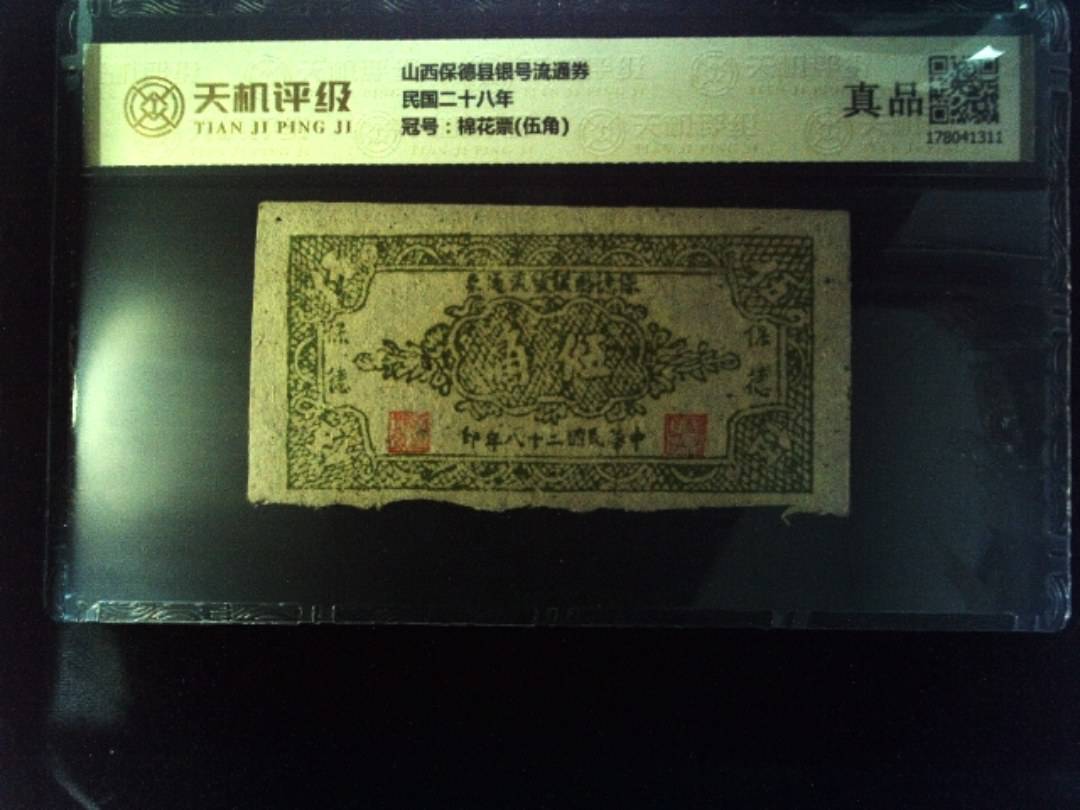 天机评级
TIAN JI PING JI
山西保德县银号流通券
民国二十八年
冠号：棉花票(伍角)
真品
178041311
角 伍
保德
保德
印年八十二國民華中